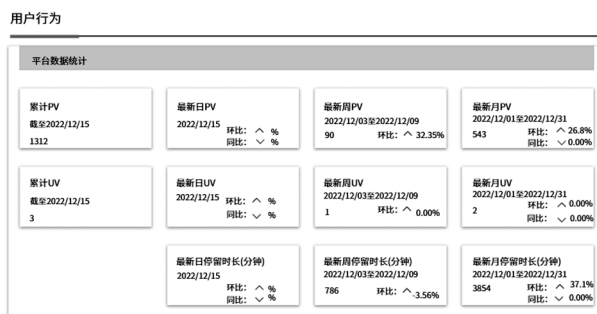 用户行为
平台数据统计
累计PV
截至2022/12/15
1312
最新日PV
2022/12/15
环比： %
同比： %
最新周PV
2022/12/03至2022/12/09
90 环比： 32.35%
最新月PV
2022/12/01至2022/12/31
543 环比： 26.8%
同比： 0.00%
累计UV
截至2022/12/15
3
最新日UV
2022/12/15 环比： %
同比： %
最新周UV
2022/12/03至2022/12/09
1 环比： 0.00%
最新月UV
2022/12/01至2022/12/31
2 环比： 0.00%
同比： 0.00%
最新日停留时长(分钟)
2022/12/15
环比： %
同比： %
最新周停留时长(分钟)
2022/12/03至2022/12/09
786 环比： -3.56%
最新月停留时长(分钟)
2022/12/01至2022/12/31
3854 环比： 37.1%
同比： 0.00%